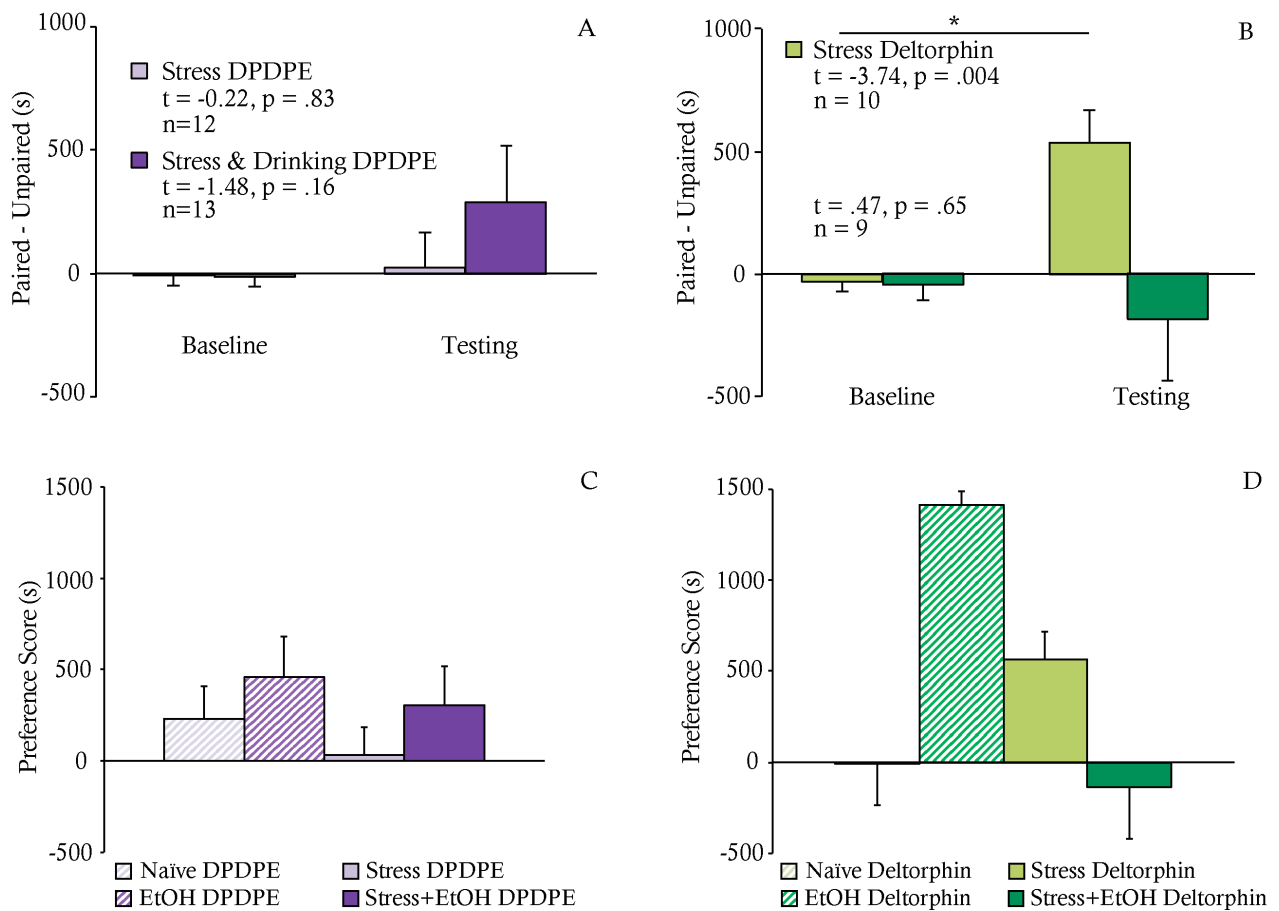 A
1000
500
0
-500
Paired - Unpaired (s)
Stress DPDPE
t = -0.22, p = .83
n=12
Stress & Drinking DPDPE
t = -1.48, p = .16
n=13
Baseline
Testing
B
*
1000
500
0
-500
Paired - Unpaired (s)
Stress Deltorphin
t = -3.74, p = .004
n = 10
t = .47, p = .65
n = 9
Baseline
Testing
C
1500
1000
500
0
-500
Preference Score (s)
Naïve DPDPE
Stress DPDPE
EtOH DPDPE
Stress+EtOH DPDPE
D
1500
1000
500
0
-500
Preference Score (s)
Naïve Deltorphin
Stress Deltorphin
EtOH Deltorphin
Stress+EtOH Deltorphin